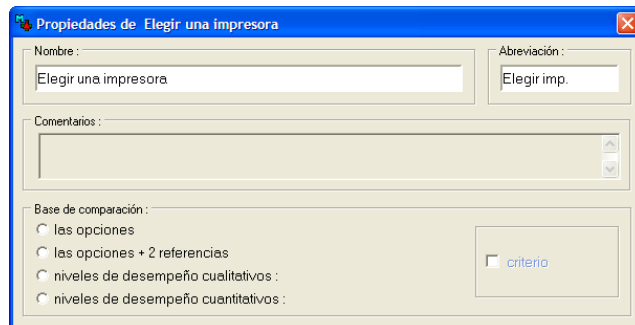 Propiedades de Elegir una impresora
Nombre :
Abreviación :
Elegir una impresora
Elegir imp.
Comentarios :
Base de comparación :
las opciones
las opciones + 2 referencias
criterio
niveles de desempeño cualitativos :
niveles de desempeño cuantitativos :